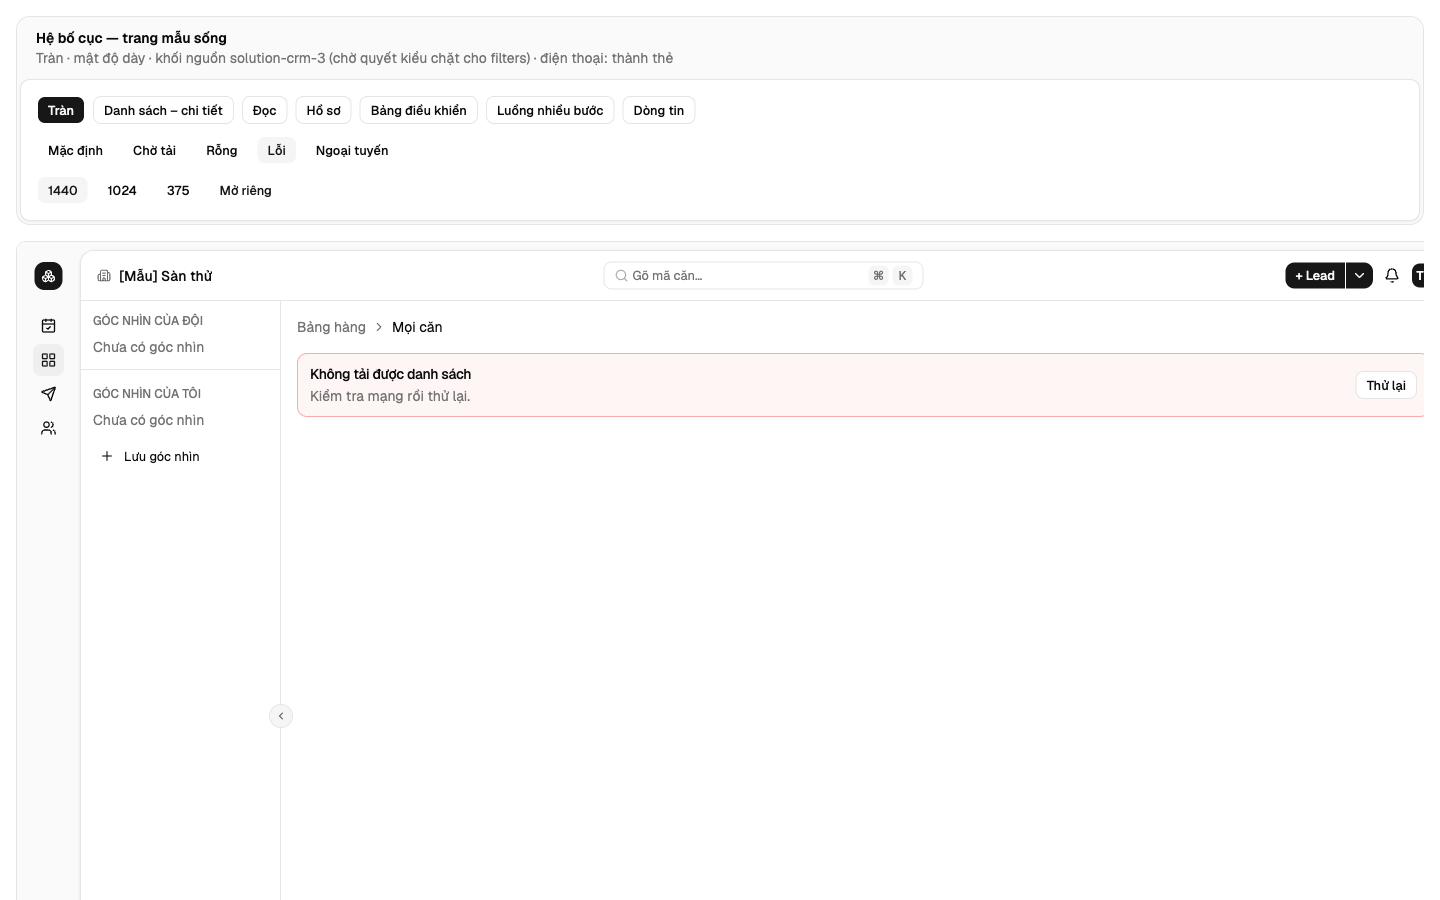 Hệ bố cục — trang mẫu sống
Tràn · mật độ dày · khối nguồn solution-crm-3 (chờ quyết kiểu chặt cho filters) · điện thoại: thành thẻ
Tràn Danh sách – chi tiết Đọc Hồ sơ Bảng điều khiển Luồng nhiều bước Dòng tin
Mặc định Chờ tải Rỗng Lỗi Ngoại tuyến
1440 1024 375 Mở riêng
[Mẫu] Sàn thử
Gõ mã căn...
⌘ K
+ Lead
GÓC NHÌN CỦA ĐỘI
Chưa có góc nhìn
GÓC NHÌN CỦA TÔI
Chưa có góc nhìn
+ Lưu góc nhìn
Bảng hàng > Mọi căn
Không tải được danh sách
Kiểm tra mạng rồi thử lại.
Thử lại